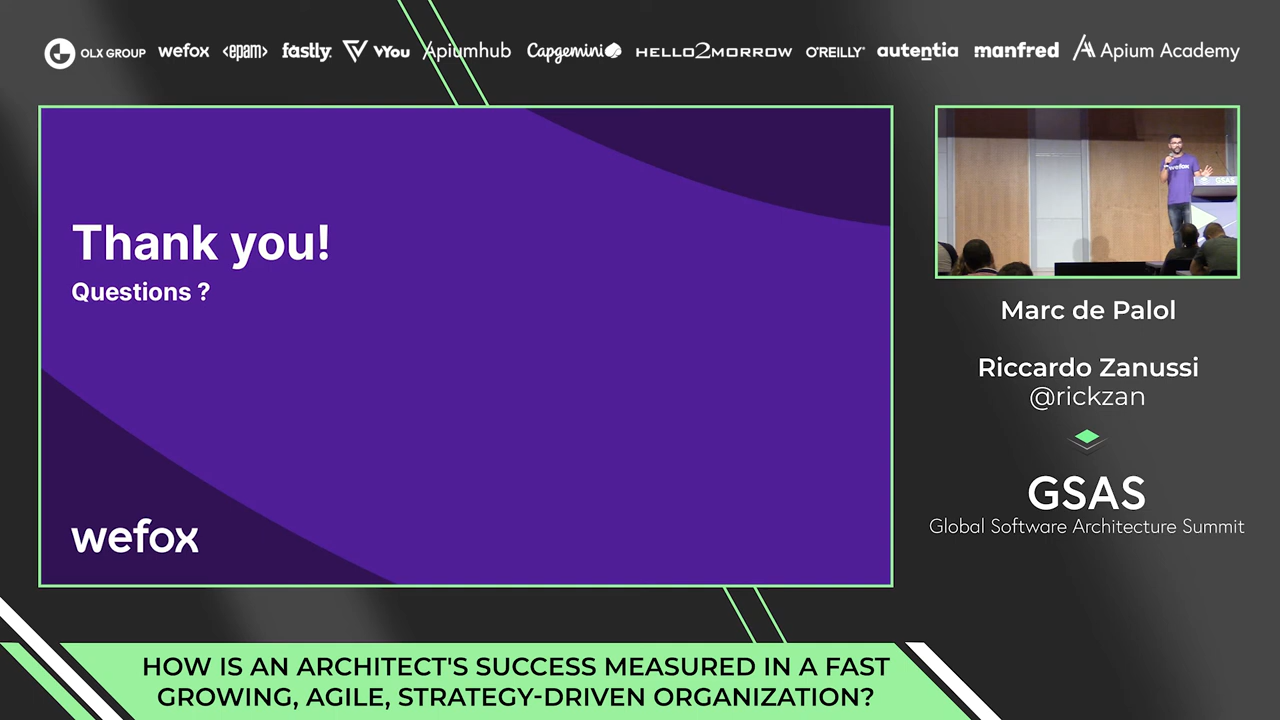 OLX GROUP wefox <epam> fastly. VYou Apiumhub Capgemini HELLO2MORROW O'REILLY® autentia manfred Apium Academy
Thank you!
Questions ?
wefox
wefox
GSAS
Marc de Palol
Riccardo Zanussi
@rickzan
GSAS
Global Software Architecture Summit
HOW IS AN ARCHITECT'S SUCCESS MEASURED IN A FAST
GROWING, AGILE, STRATEGY-DRIVEN ORGANIZATION?